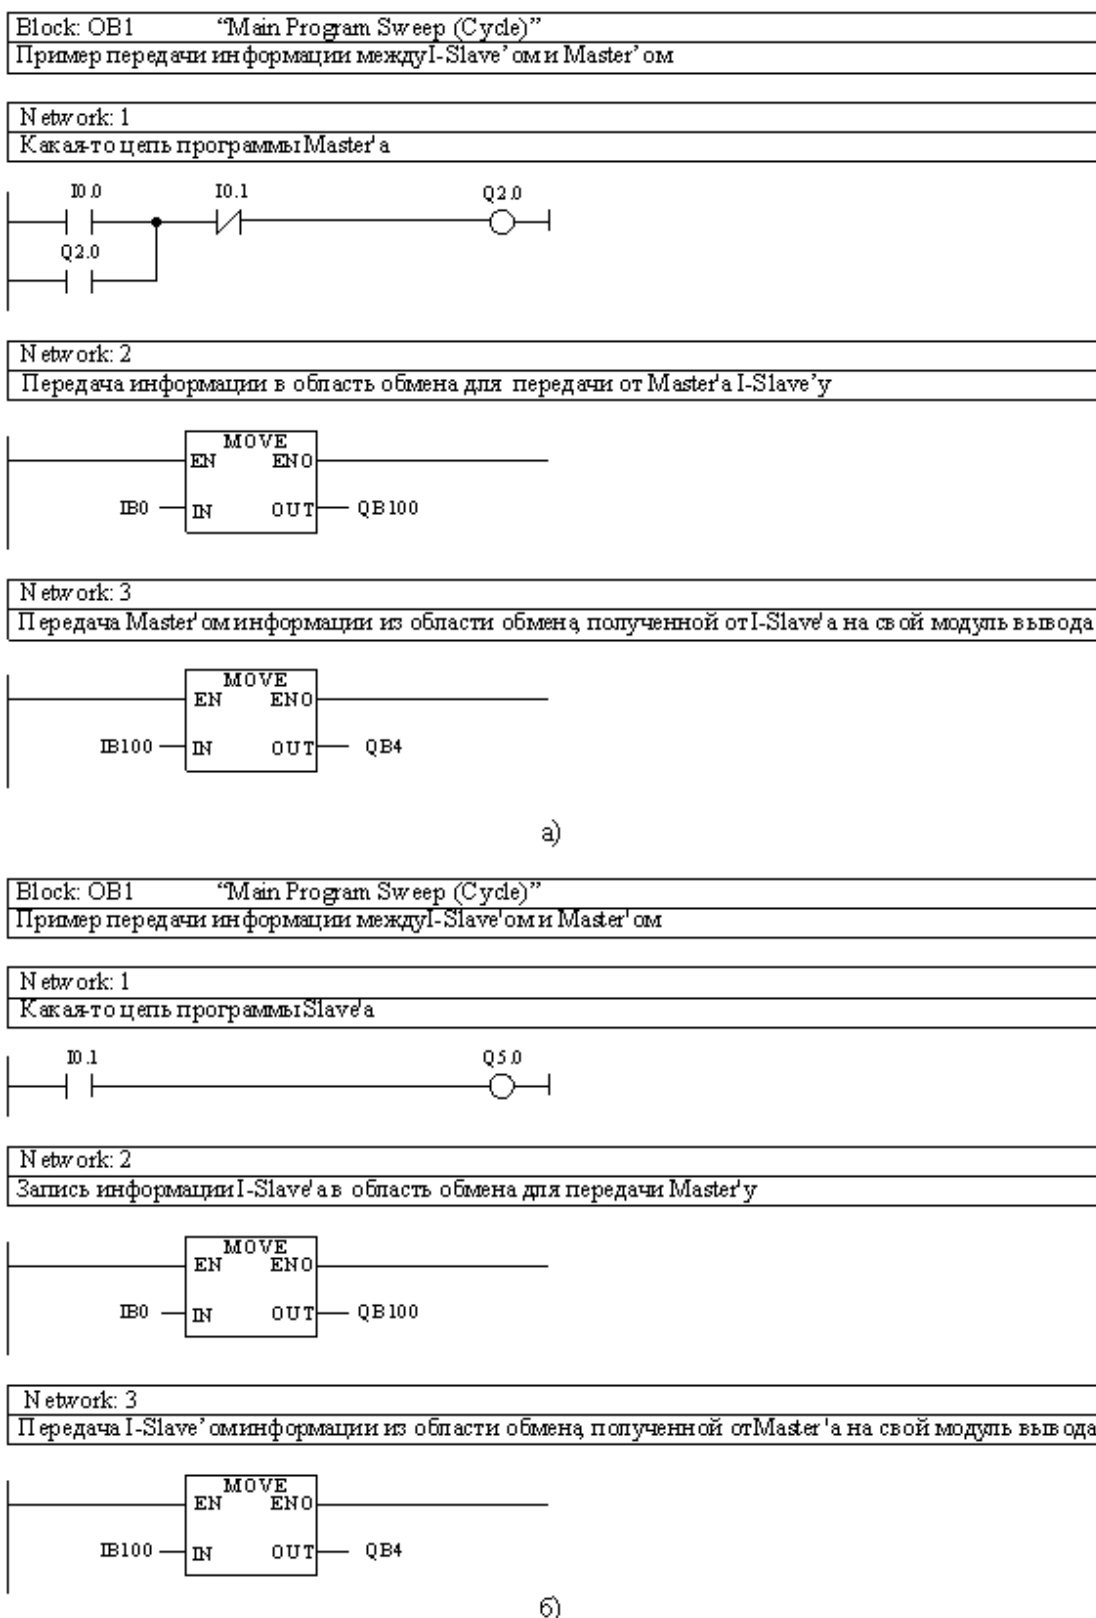 Block: OB1 “Main Program Sweep (Cycle)”
Пример передачи информации между I-Slave’ом и Master’ом
Network: 1
Какая-то цепь программы Master'а
I0.0 I0.1 Q2.0
Q2.0
Network: 2
Передача информации в область обмена для передачи от Master'а I-Slave’у
MOVE
EN ENO
IB0 IN OUT QB100
Network: 3
Передача Master'ом информации из области обмена, полученной от I-Slave'а на свой модуль вывода
MOVE
EN ENO
IB100 IN OUT QB4
а)
Block: OB1 “Main Program Sweep (Cycle)”
Пример передачи информации между I-Slave'ом и Master'ом
Network: 1
Какая-то цепь программы Slave'а
I0.1 Q5.0
Network: 2
Запись информации I-Slave'а в область обмена для передачи Master'у
MOVE
EN ENO
IB0 IN OUT QB100
Network: 3
Передача I-Slave’ом информации из области обмена, полученной от Master'а на свой модуль вывода
MOVE
EN ENO
IB100 IN OUT QB4
б)